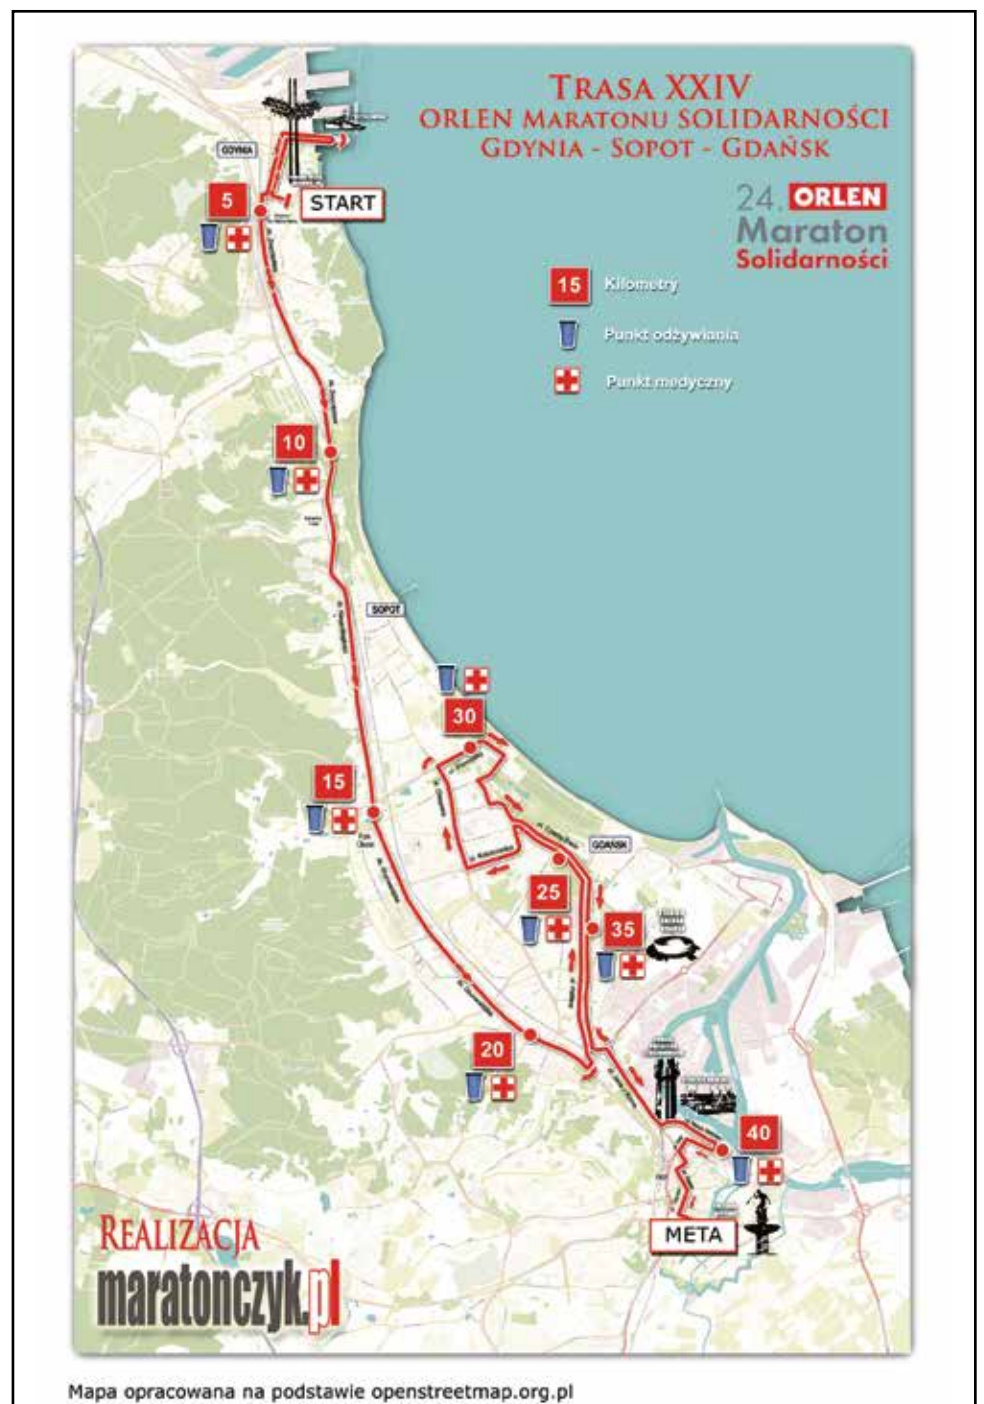 TRASA XXIV
ORLEN MARATONU SOLIDARNOŚCI
GDYNIA - SOPOT - GDAŃSK
24. ORLEN
Maraton
Solidarności
GDYNIA
START
5
15 Kilometry
Punkt odżywiania
Punkt medyczny
10
SOPOT
30
15
GDAŃSK
25
35
20
40
META
REALIZACJA
maratonczyk.pl
Mapa opracowana na podstawie openstreetmap.org.pl